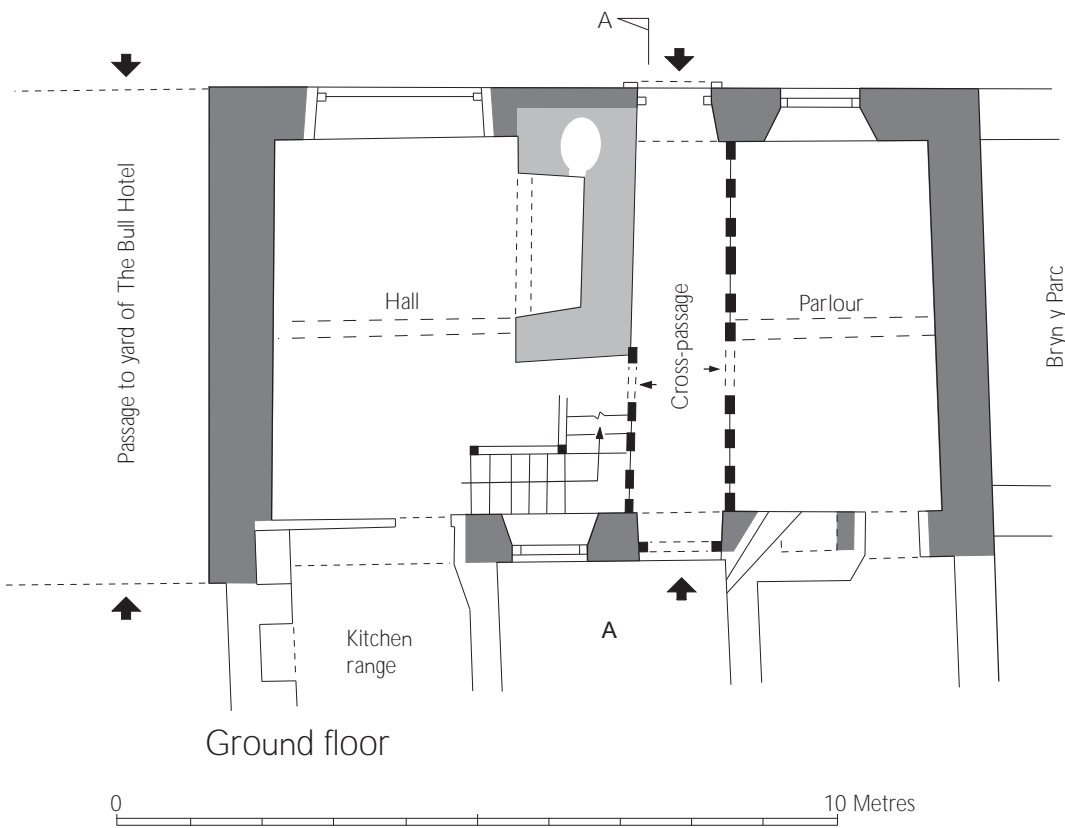 A
Passage to yard of The Bull Hotel
Hall
Cross-passage
Parlour
Bryn y Parc
Kitchen
range
A
Ground floor
0
10 Metres